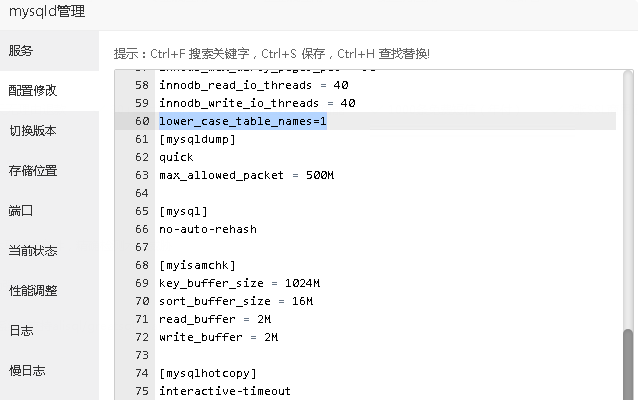 mysqld管理
服务
配置修改
切换版本
存储位置
端口
当前状态
性能调整
日志
慢日志
提示：Ctrl+F 搜索关键字，Ctrl+S 保存，Ctrl+H 查找替换!
58 innodb_read_io_threads = 40
59 innodb_write_io_threads = 40
60 lower_case_table_names=1
61 [mysqldump]
62 quick
63 max_allowed_packet = 500M
64
65 [mysql]
66 no-auto-rehash
67
68 [myisamchk]
69 key_buffer_size = 1024M
70 sort_buffer_size = 16M
71 read_buffer = 2M
72 write_buffer = 2M
73
74 [mysqlhotcopy]
75 interactive-timeout